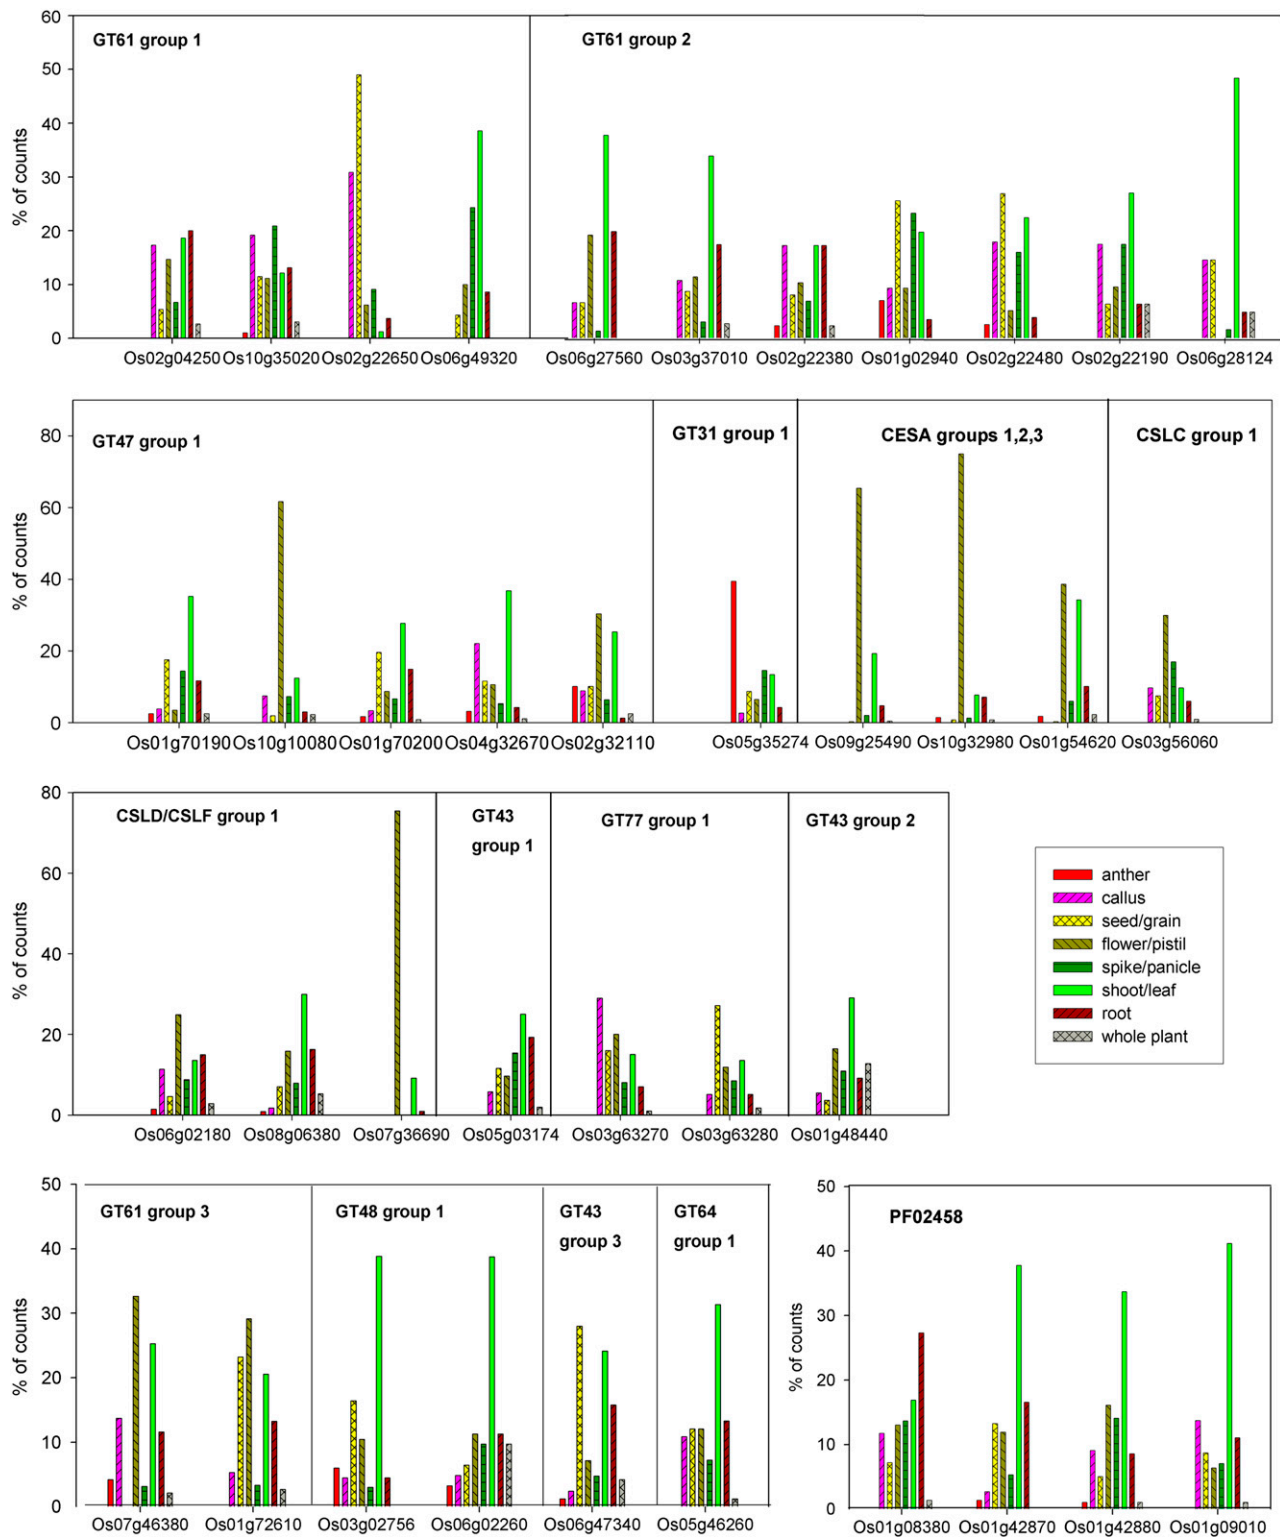 60
50
40
30
20
10
0
% of counts
GT61 group 1
GT61 group 2
Os02g04250 Os10g35020 Os02g22650 Os06g49320 Os06g27560 Os03g37010 Os02g22380 Os01g02940 Os02g22480 Os02g22190 Os06g28124
80
60
40
20
0
% of counts
GT47 group 1
GT31 group 1
CESA groups 1,2,3
CSLC group 1
Os01g70190 Os10g10080 Os01g70200 Os04g32670 Os02g32110 Os05g35274 Os09g25490 Os10g32980 Os01g54620 Os03g56060
80
60
40
20
0
% of counts
CSLD/CSLF group 1
GT43
group 1
GT77 group 1
GT43 group 2
Os06g02180 Os08g06380 Os07g36690 Os05g03174 Os03g63270 Os03g63280 Os01g48440
anther
callus
seed/grain
flower/pistil
spike/panicle
shoot/leaf
root
whole plant
50
40
30
20
10
0
% of counts
GT61 group 3
GT48 group 1
GT43
group 3
GT64
group 1
Os07g46380 Os01g72610 Os03g02756 Os06g02260 Os06g47340 Os05g46260
50
40
30
20
10
0
% of counts
PF02458
Os01g08380 Os01g42870 Os01g42880 Os01g09010